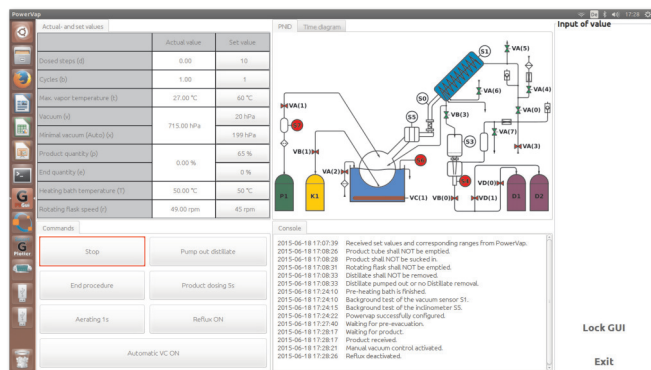 PowerVap
De
17:29
Actual- and set values
Actual value Set value
Dosed steps (d) 0.00 10
Cycles (b) 1.00 1
Max. vapor temperature (t) 27.00 °C 60 °C
Vacuum (v) 715.00 hPa 20 hPa
Minimal vacuum (Auto) (x) 199 hPa
Product quantity (p) 0.00 % 65 %
End quantity (e) 0 %
Heating bath temperature (T) 50.00 °C 50 °C
Rotating flask speed (r) 49.00 rpm 45 rpm
Commands
Stop Pump out distillate
End procedure Product dosing 5s
Aerating 1s Reflux ON
Automatic VC ON
PNID Time diagram
S1
VA(5)
VA(4)
VA(6)
S0
VA(0)
VA(1)
VB(3)
S5
VA(7)
VB(1)
S3
VA(3)
VA(2)
VD(0)
P1 K1 VC(1) VB(0) VD(1) D1 D2
Console
2015-06-18 17:07:39 Received set values and corresponding ranges from PowerVap.
2015-06-18 17:08:26 Product tube shall NOT be emptied.
2015-06-18 17:08:28 Product shall NOT be sucked in.
2015-06-18 17:08:31 Rotating flask shall NOT be emptied.
2015-06-18 17:08:33 Distillate shall NOT be removed.
2015-06-18 17:08:33 Distillate pumped out or no Distillate removal.
2015-06-18 17:24:10 Pre-heating bath is finished.
2015-06-18 17:24:10 Background test of the vacuum sensor S1.
2015-06-18 17:24:15 Background test of the inclinometer S5.
2015-06-18 17:24:22 Powervap successfully configured.
2015-06-18 17:27:40 Waiting for pre-evacuation.
2015-06-18 17:28:17 Waiting for product.
2015-06-18 17:28:17 Product received.
2015-06-18 17:28:21 Manual vacuum control activated.
2015-06-18 17:28:26 Reflux deactivated.
Input of value
Lock GUI
Exit
G
G
Plotter